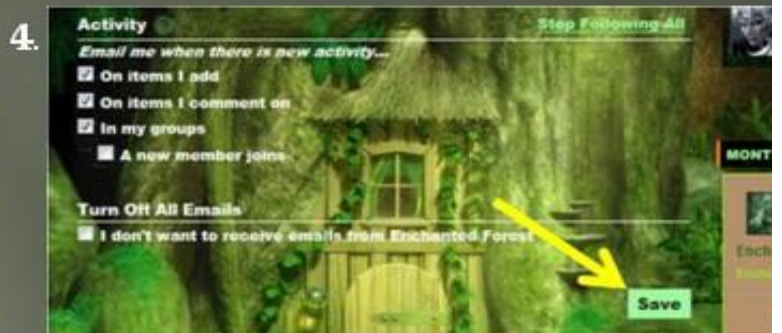 4.
Activity
Stop Following All
Email me when there is new activity...
On items I add
On items I comment on
In my groups
A new member joins
MONT
Turn Off All Emails
I don't want to receive emails from Enchanted Forest
Ench
Save